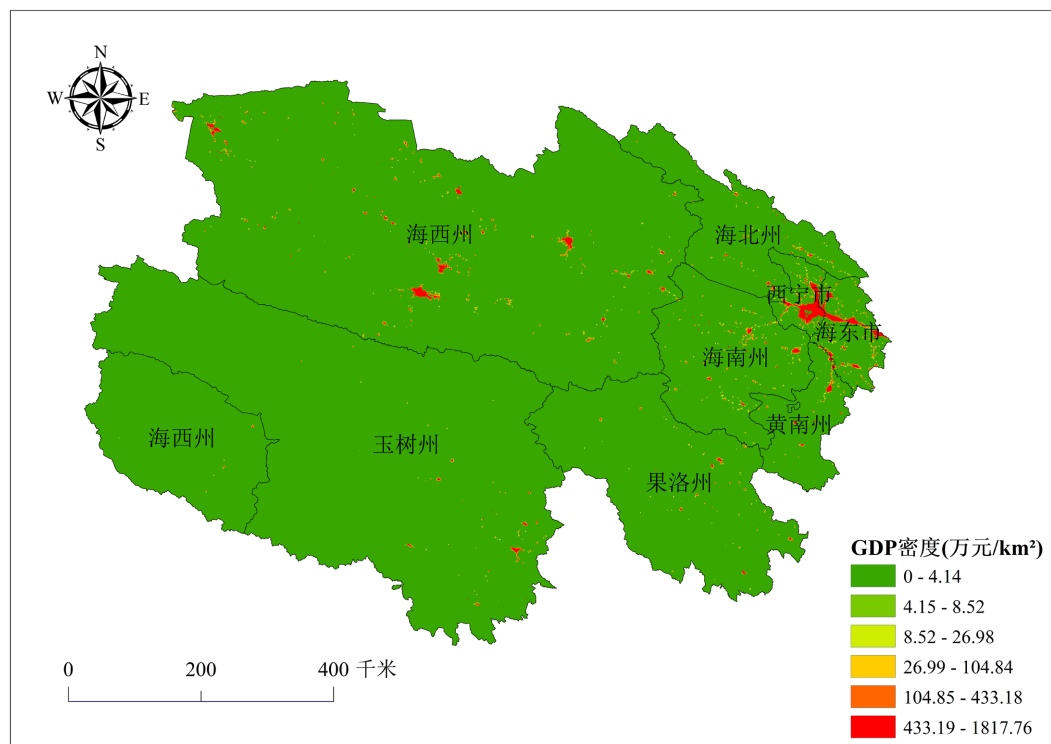 N
W E
S
海西州
海北州
西宁市
海东市
海南州
黄南州
海西州
玉树州
果洛州
GDP密度(万元/km²)
0 - 4.14
4.15 - 8.52
8.52 - 26.98
26.99 - 104.84
104.85 - 433.18
433.19 - 1817.76
0 200 400 千米